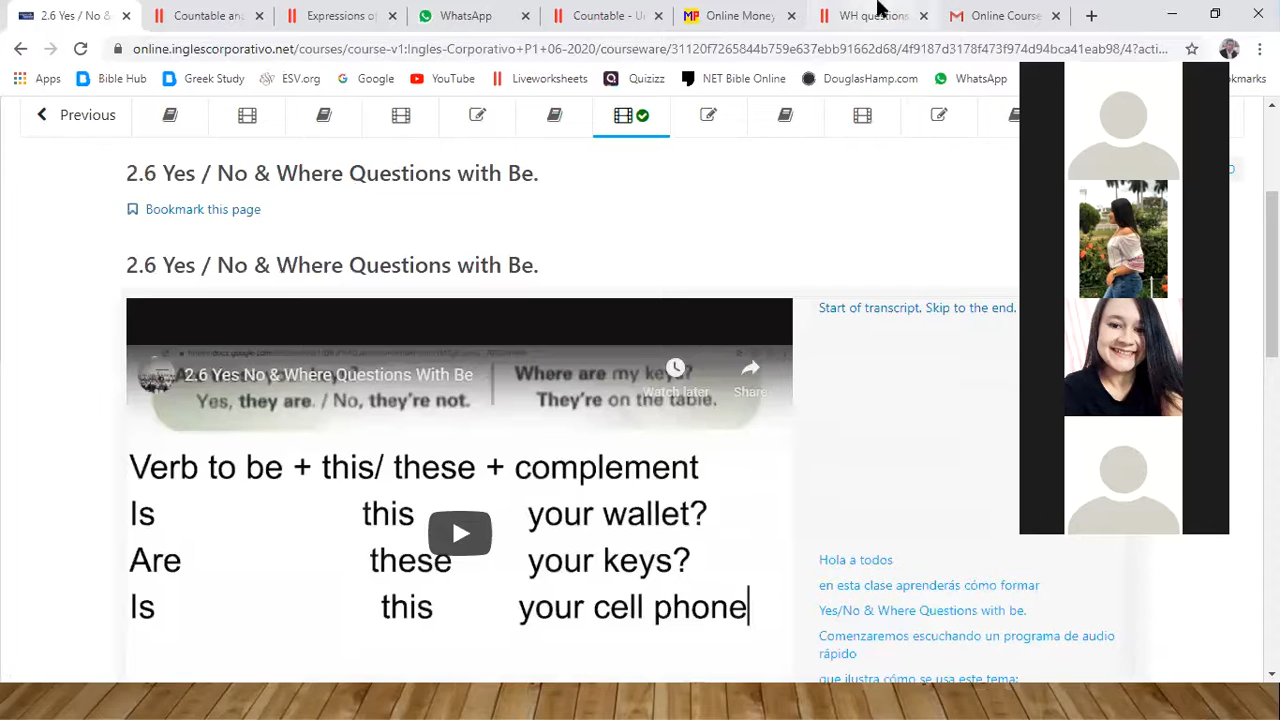 2.6 Yes / No &
Countable an
Expressions o
WhatsApp
Countable - U
Online Money
WH questions
Online Course
online.inglescorporativo.net/courses/course-v1:Ingles-Corporativo+P1+06-2020/courseware/31120f726584b759e637ebb91662d68/4f9187d3178f473f974d94bca41eab98/4?acti...
Apps
Bible Hub
Greek Study
ESV.org
Google
YouTube
Liveworksheets
Quizizz
NET Bible Online
DouglasHamp.com
WhatsApp
okmarks
Previous
2.6 Yes / No & Where Questions with Be.
Bookmark this page
2.6 Yes / No & Where Questions with Be.
2.6 Yes No & Where Questions With Be
Watch later
Share
Where are my keys?
Yes, they are. / No, they're not.
They're on the table.
Verb to be + this/ these + complement
Is this your wallet?
Are these your keys?
Is this your cell phone
Start of transcript. Skip to the end.
Hola a todos
en esta clase aprenderás cómo formar
Yes/No & Where Questions with be.
Comenzaremos escuchando un programa de audio
rápido
que ilustra cómo se usa este tema: